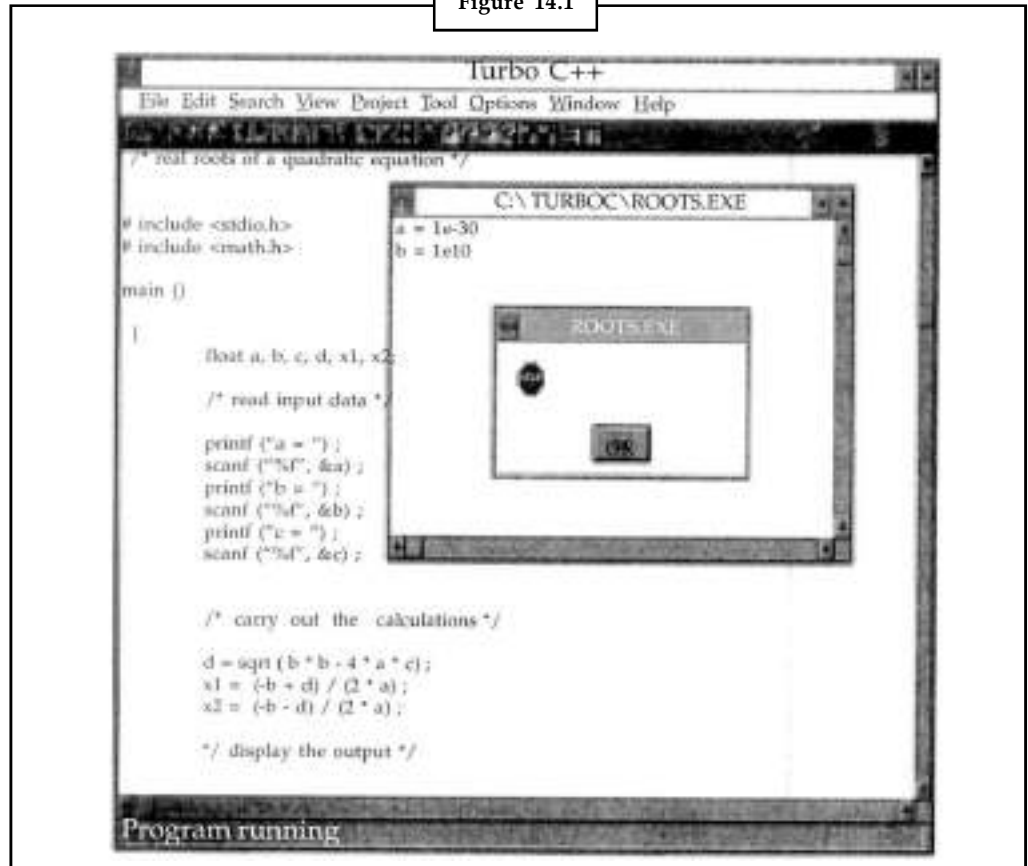 Figure 14.1
Turbo C++
File Edit Search View Project Tool Options Window Help
/* real roots of a quadratic equation */
# include <stdio.h>
# include <math.h>
main ()
{
float a, b, c, d, x1, x2;
/* read input data */
printf ("a = ") ;
scanf ("%f", &a) ;
printf ("b = ") ;
scanf ("%f", &b) ;
printf ("c = ") ;
scanf ("%f", &c) ;
/* carry out the calculations */
d = sqrt ( b * b - 4 * a * c) ;
x1 = (-b + d) / (2 * a) ;
x2 = (-b - d) / (2 * a) ;
*/ display the output */
C:\ TURBOC\ROOTS.EXE
a = 1e-30
b = 1e10
ROOTS.EXE
STOP
OK
Program running